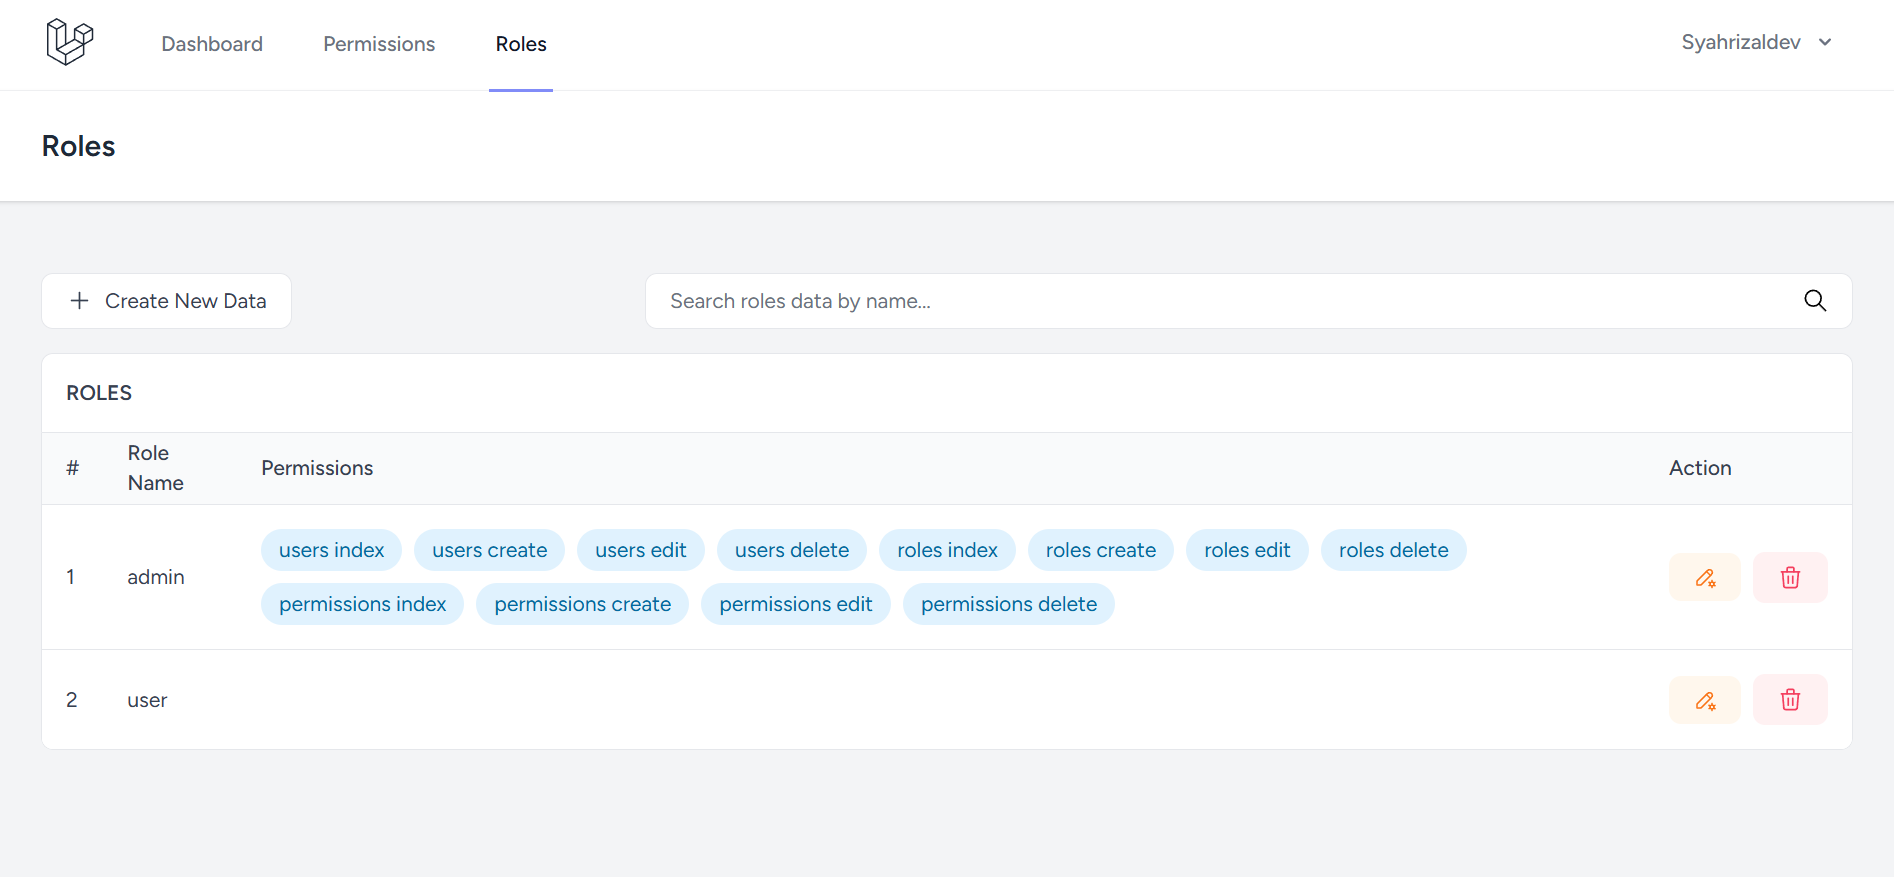 Dashboard Permissions Roles Syahrizaldev
Roles
Create New Data Search roles data by name...
ROLES
# Role Name Permissions Action
1 admin users index users create users edit users delete roles index roles create roles edit roles delete
permissions index permissions create permissions edit permissions delete
2 user